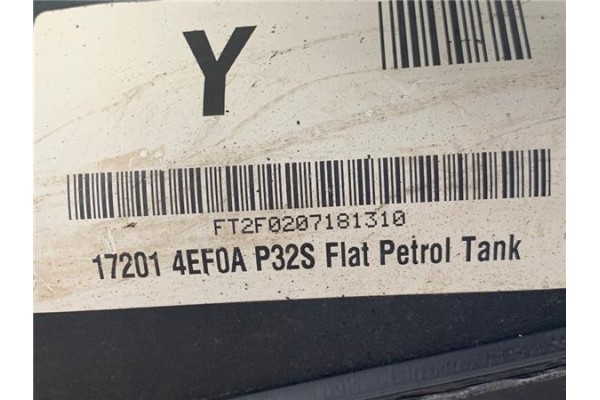 Y
FT2F0207181310
17201 4EF0A P32S Flat Petrol Tank